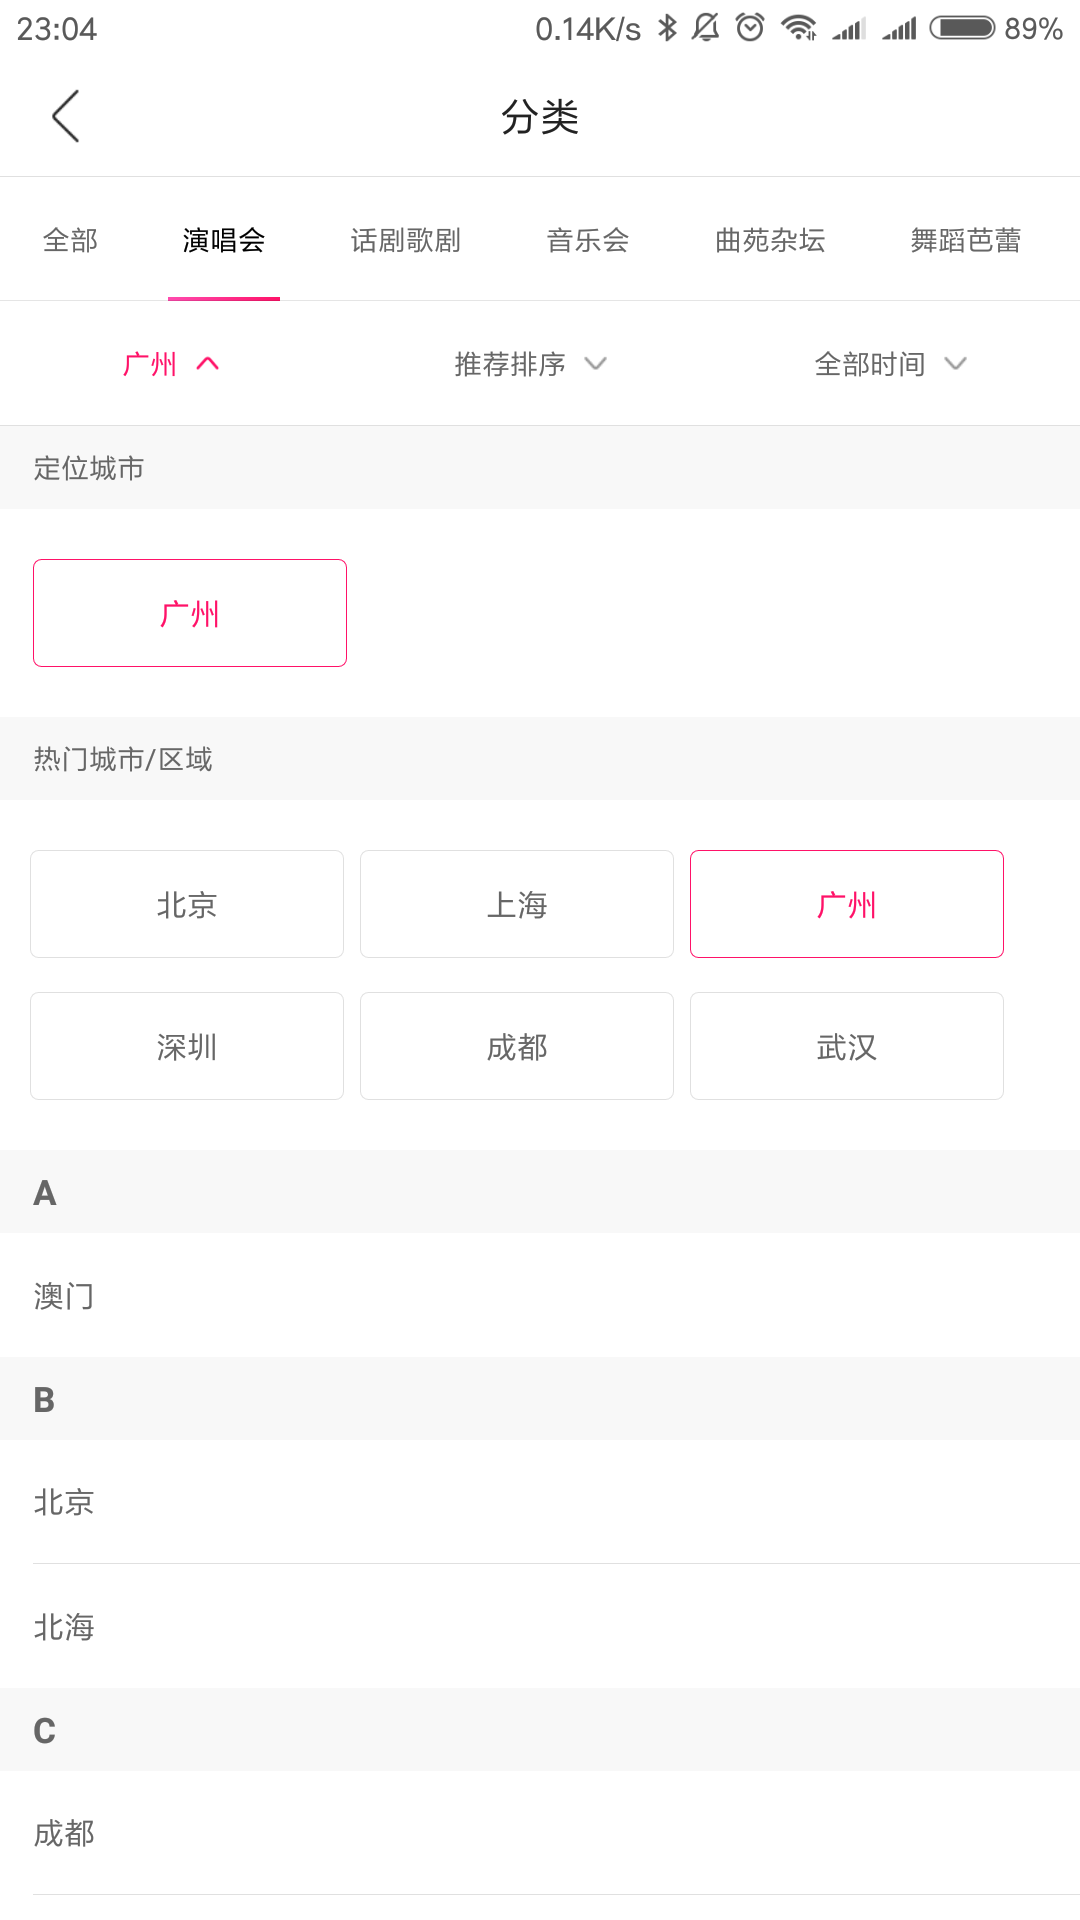 23:04 0.14K/s 89%
分类
全部 演唱会 话剧歌剧 音乐会 曲苑杂坛 舞蹈芭蕾
广州 推荐排序 全部时间
定位城市
广州
热门城市/区域
北京 上海 广州
深圳 成都 武汉
A
澳门
B
北京
北海
C
成都